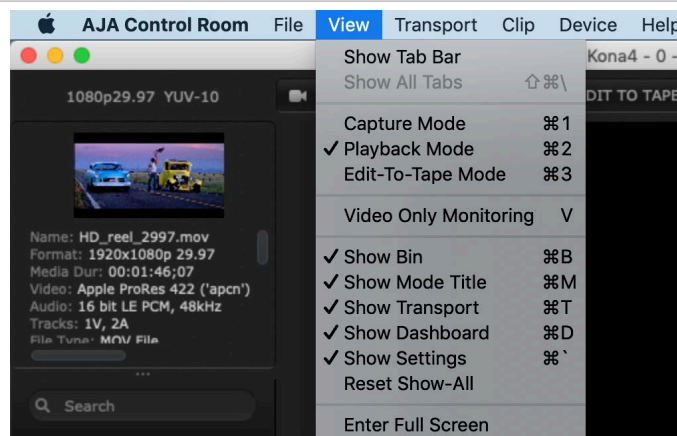 AJA Control Room File View Transport Clip Device Help
Kona4 - 0 -
1080p29.97 YUV-10
DIT TO TAPE
Show Tab Bar
Show All Tabs ⇧⌘\
Capture Mode ⌘1
✓ Playback Mode ⌘2
Edit-To-Tape Mode ⌘3
Video Only Monitoring V
✓ Show Bin ⌘B
✓ Show Mode Title ⌘M
✓ Show Transport ⌘T
✓ Show Dashboard ⌘D
✓ Show Settings ⌘`
Reset Show-All
Enter Full Screen
Name: HD_reel_2997.mov
Format: 1920x1080p 29.97
Media Dur: 00:01:46;07
Video: Apple ProRes 422 ('apcn')
Audio: 16 bit LE PCM, 48kHz
Tracks: 1V, 2A
File Type: MOV File
Search